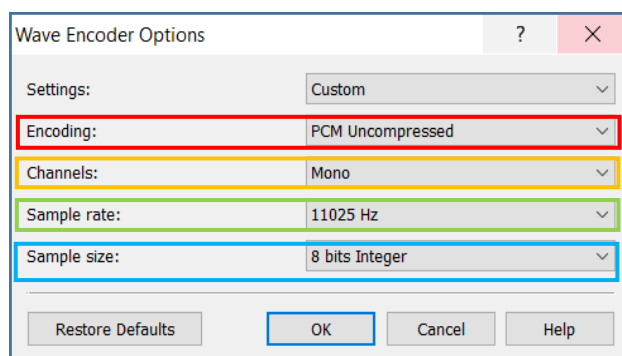 Wave Encoder Options ?
Settings: Custom
Encoding: PCM Uncompressed
Channels: Mono
Sample rate: 11025 Hz
Sample size: 8 bits Integer
Restore Defaults OK Cancel Help